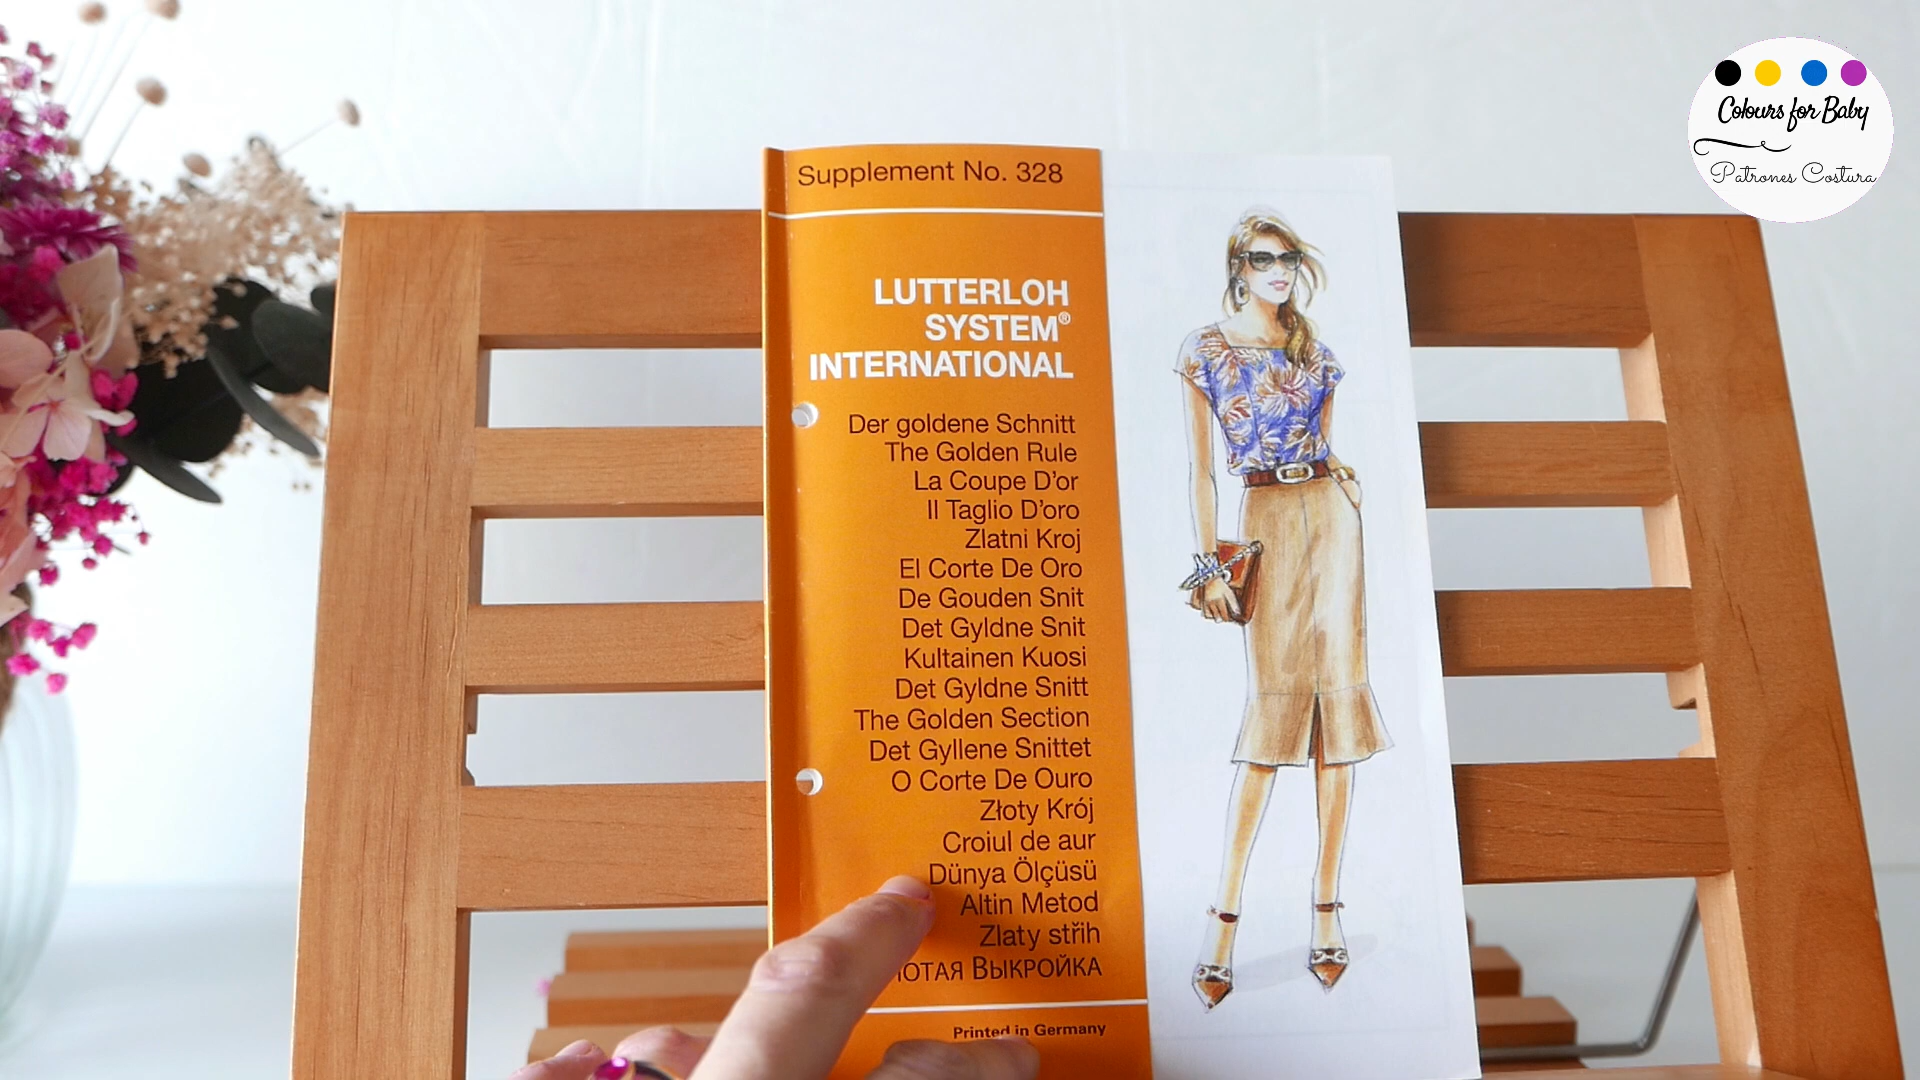 Colours for Baby
Patrones Costura
Supplement No. 328
LUTTERLOH
SYSTEM®
INTERNATIONAL
Der goldene Schnitt
The Golden Rule
La Coupe D'or
Il Taglio D'oro
Zlatni Kroj
El Corte De Oro
De Gouden Snit
Det Gyldne Snit
Kultainen Kuosi
Det Gyldne Snitt
The Golden Section
Det Gyllene Snittet
O Corte De Ouro
Złoty Krój
Croiul de aur
Dünya Ölçüsü
Altin Metod
Zlaty střih
ВЫКРОЙКА
Printed in Germany